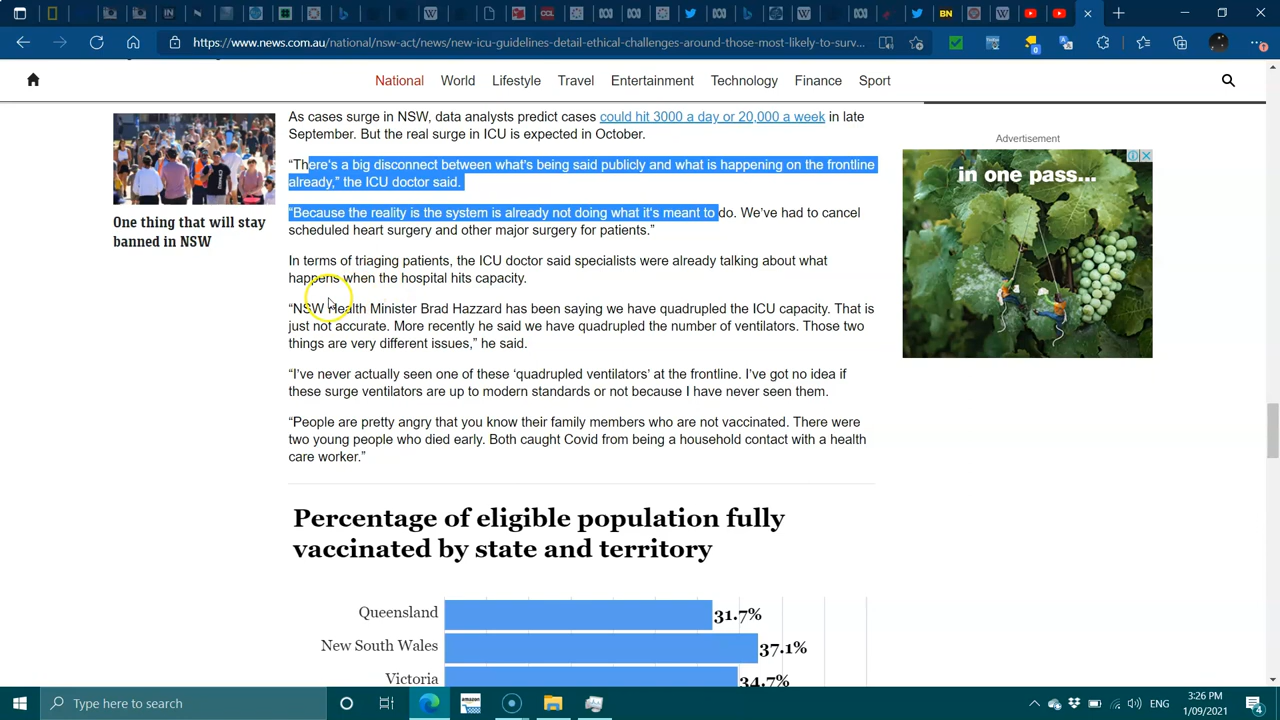 https://www.news.com.au/national/nsw-act/news/new-icu-guidelines-detail-ethical-challenges-around-those-most-likely-to-surv...
National World Lifestyle Travel Entertainment Technology Finance Sport
As cases surge in NSW, data analysts predict cases could hit 3000 a day or 20,000 a week in late
September. But the real surge in ICU is expected in October.
Advertisement
in one pass...
“There’s a big disconnect between what’s being said publicly and what is happening on the frontline
already,” the ICU doctor said.
“Because the reality is the system is already not doing what it’s meant to do. We’ve had to cancel
scheduled heart surgery and other major surgery for patients.”
One thing that will stay
banned in NSW
In terms of triaging patients, the ICU doctor said specialists were already talking about what
happens when the hospital hits capacity.
“NSW Health Minister Brad Hazzard has been saying we have quadrupled the ICU capacity. That is
just not accurate. More recently he said we have quadrupled the number of ventilators. Those two
things are very different issues,” he said.
“I’ve never actually seen one of these ‘quadrupled ventilators’ at the frontline. I’ve got no idea if
these surge ventilators are up to modern standards or not because I have never seen them.
“People are pretty angry that you know their family members who are not vaccinated. There were
two young people who died early. Both caught Covid from being a household contact with a health
care worker.”
Percentage of eligible population fully
vaccinated by state and territory
Queensland 31.7%
New South Wales 37.1%
Victoria 34.7%
Type here to search
ENG
3:26 PM
1/09/2021